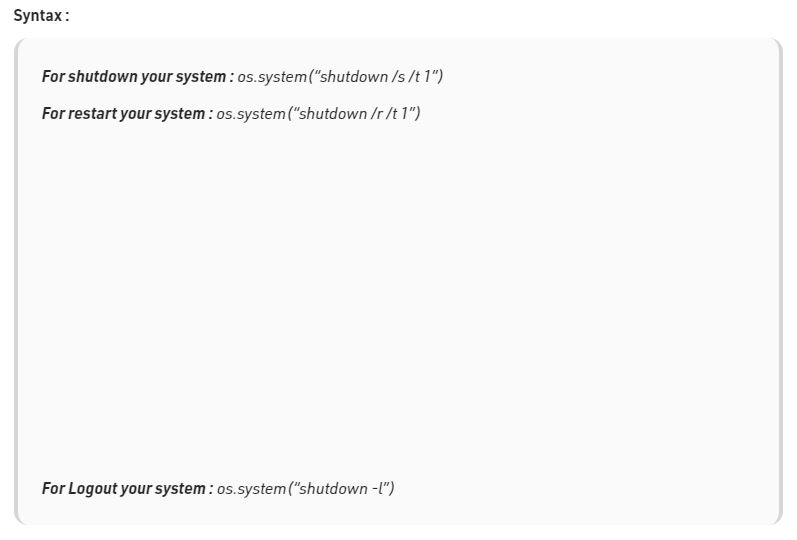 Syntax :
For shutdown your system : os.system(“shutdown /s /t 1”)
For restart your system : os.system(“shutdown /r /t 1”)
For Logout your system : os.system(“shutdown -l”)